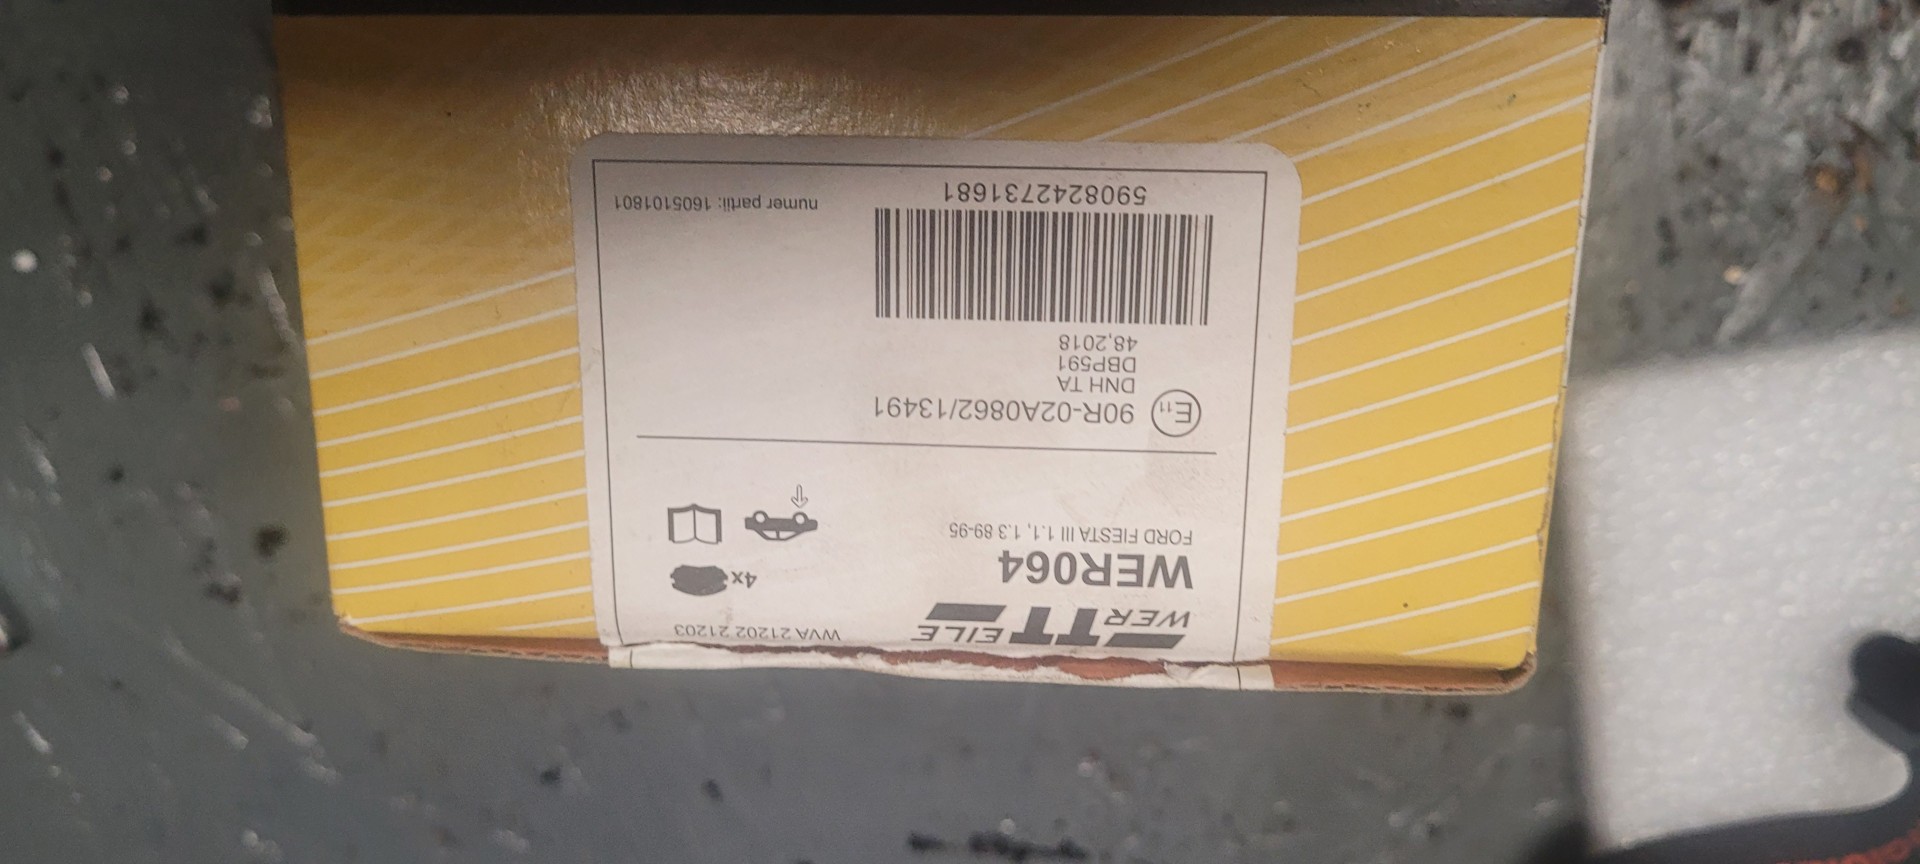 WERTTEILE
WVA 21202 21203
WER064
4x
FORD FIESTA III 1.1, 1.3 89-95
E11 90R-02A0862/13491
DNH TA
DBP591
48,2018
5908242731681
numer partii: 1605101801